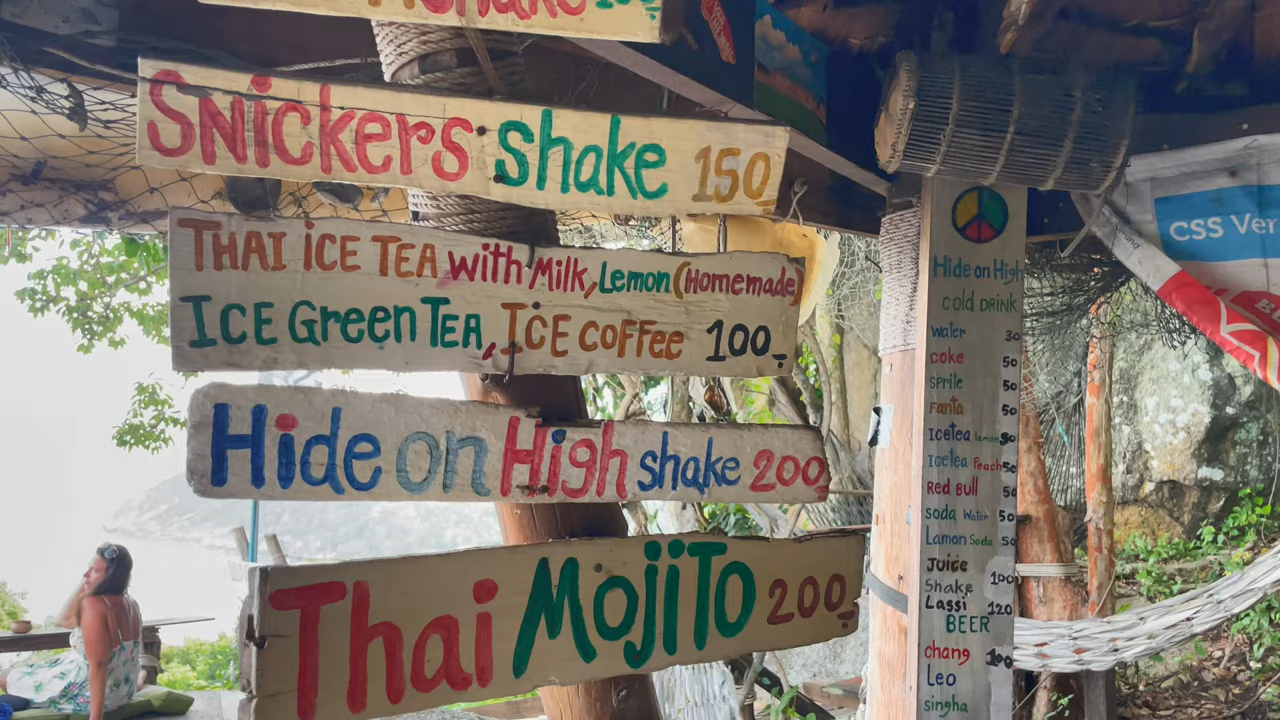 shake
Snickers shake 150
THAI ICE TEA with Milk, Lemon (Homemade)
ICE Green TEA, ICE COFFEE 100.-
Hide on High shake 200
Thai MOJITO 200.-
Hide on High
cold DRINK
water 30
coke 50
sprite 50
Fanta 50
Icetea lemon 50
Icetea Peach 50
Red Bull 50
soda Water 50
Lamon Soda 50
Juice
Shake 100
Lassi 120
BEER
chang 100
Leo
singha
CSS Ver